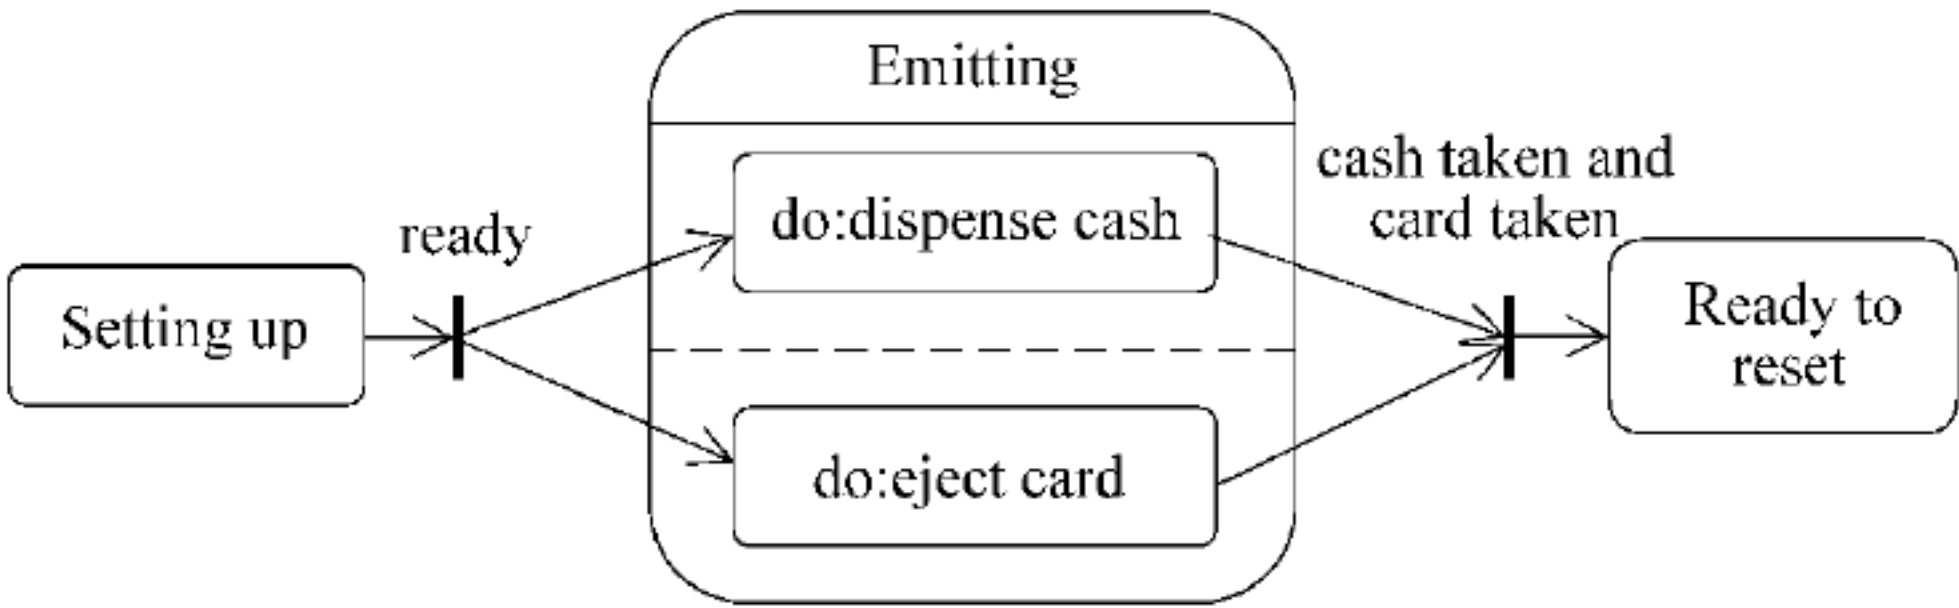 Emitting
cash taken and
card taken
ready
do:dispense cash
Setting up
Ready to
reset
do:eject card